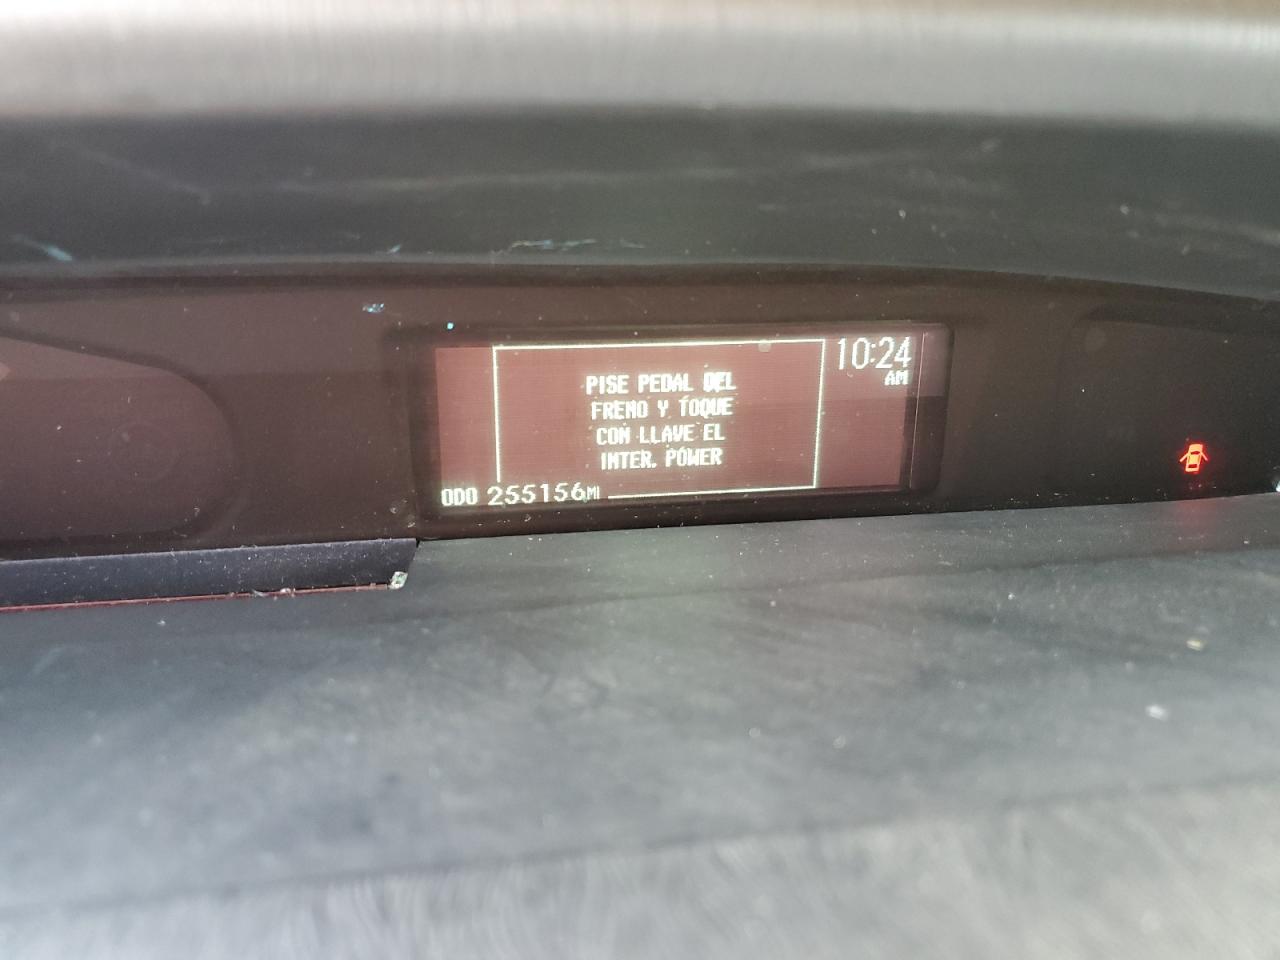 10:24
AM
PISE PEDAL DEL
FRENO Y TOQUE
CON LLAVE EL
INTER. POWER
ODO 255156MI